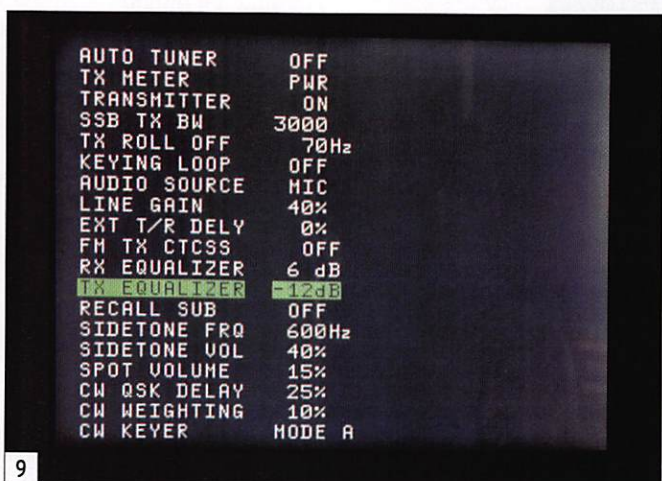 AUTO TUNER OFF
TX METER PWR
TRANSMITTER ON
SSB TX BW 3000
TX ROLL OFF 70Hz
KEYING LOOP OFF
AUDIO SOURCE MIC
LINE GAIN 40%
EXT T/R DELY 0%
FM TX CTCSS OFF
RX EQUALIZER 6 dB
TX EQUALIZER -12dB
RECALL SUB OFF
SIDETONE FRQ 600Hz
SIDETONE VOL 40%
SPOT VOLUME 15%
CW QSK DELAY 25%
CW WEIGHTING 10%
CW KEYER MODE A
9